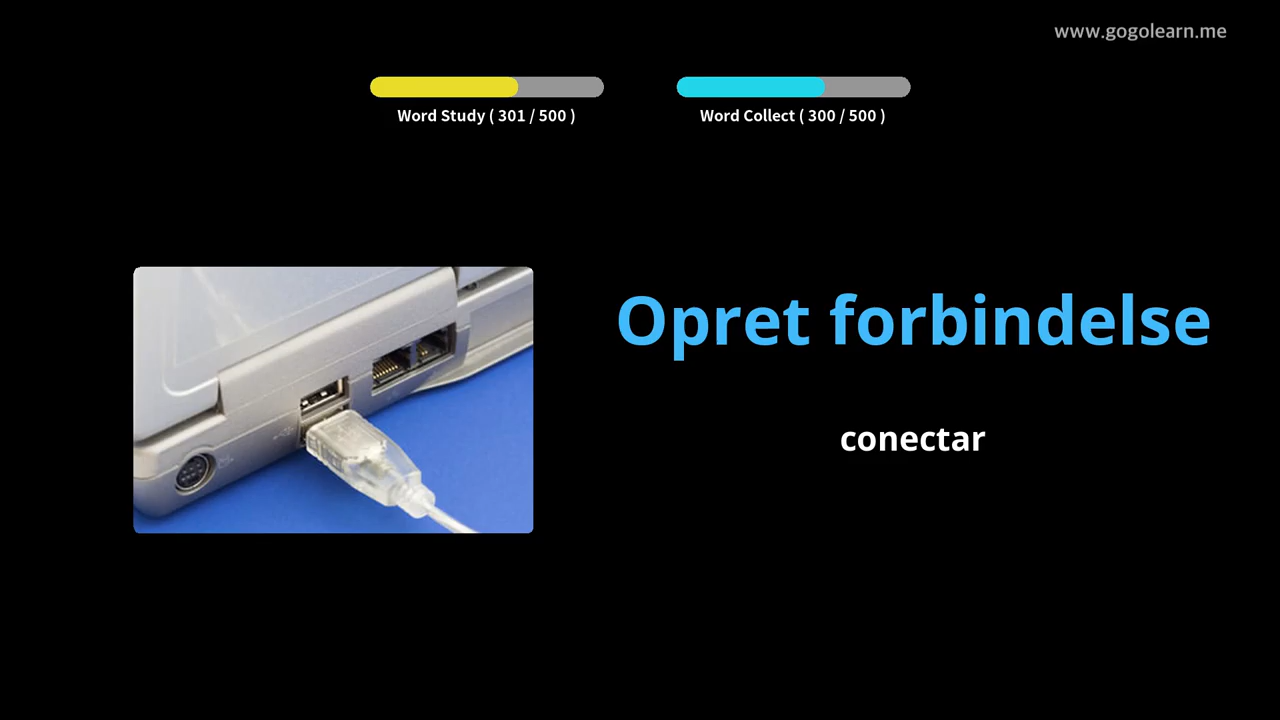 www.gogolearn.me
Word Study ( 301 / 500 )
Word Collect ( 300 / 500 )
Opret forbindelse
conectar